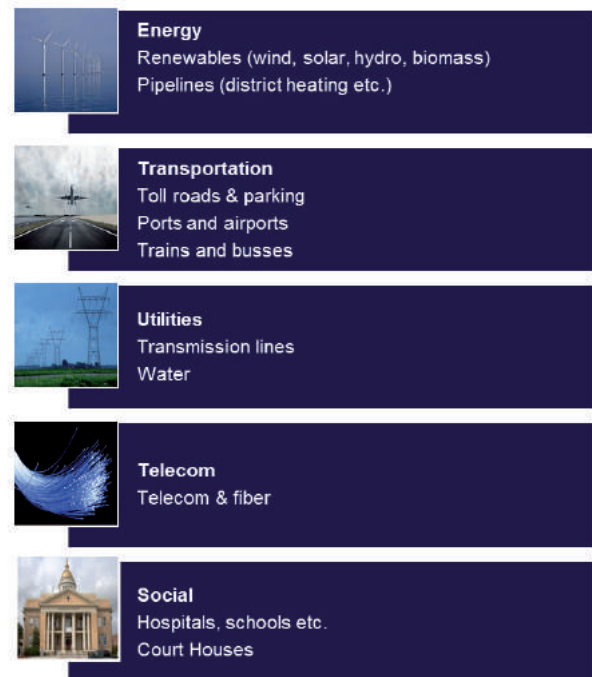 Energy
Renewables (wind, solar, hydro, biomass)
Pipelines (district heating etc.)
Transportation
Toll roads & parking
Ports and airports
Trains and busses
Utilities
Transmission lines
Water
Telecom
Telecom & fiber
Social
Hospitals, schools etc.
Court Houses